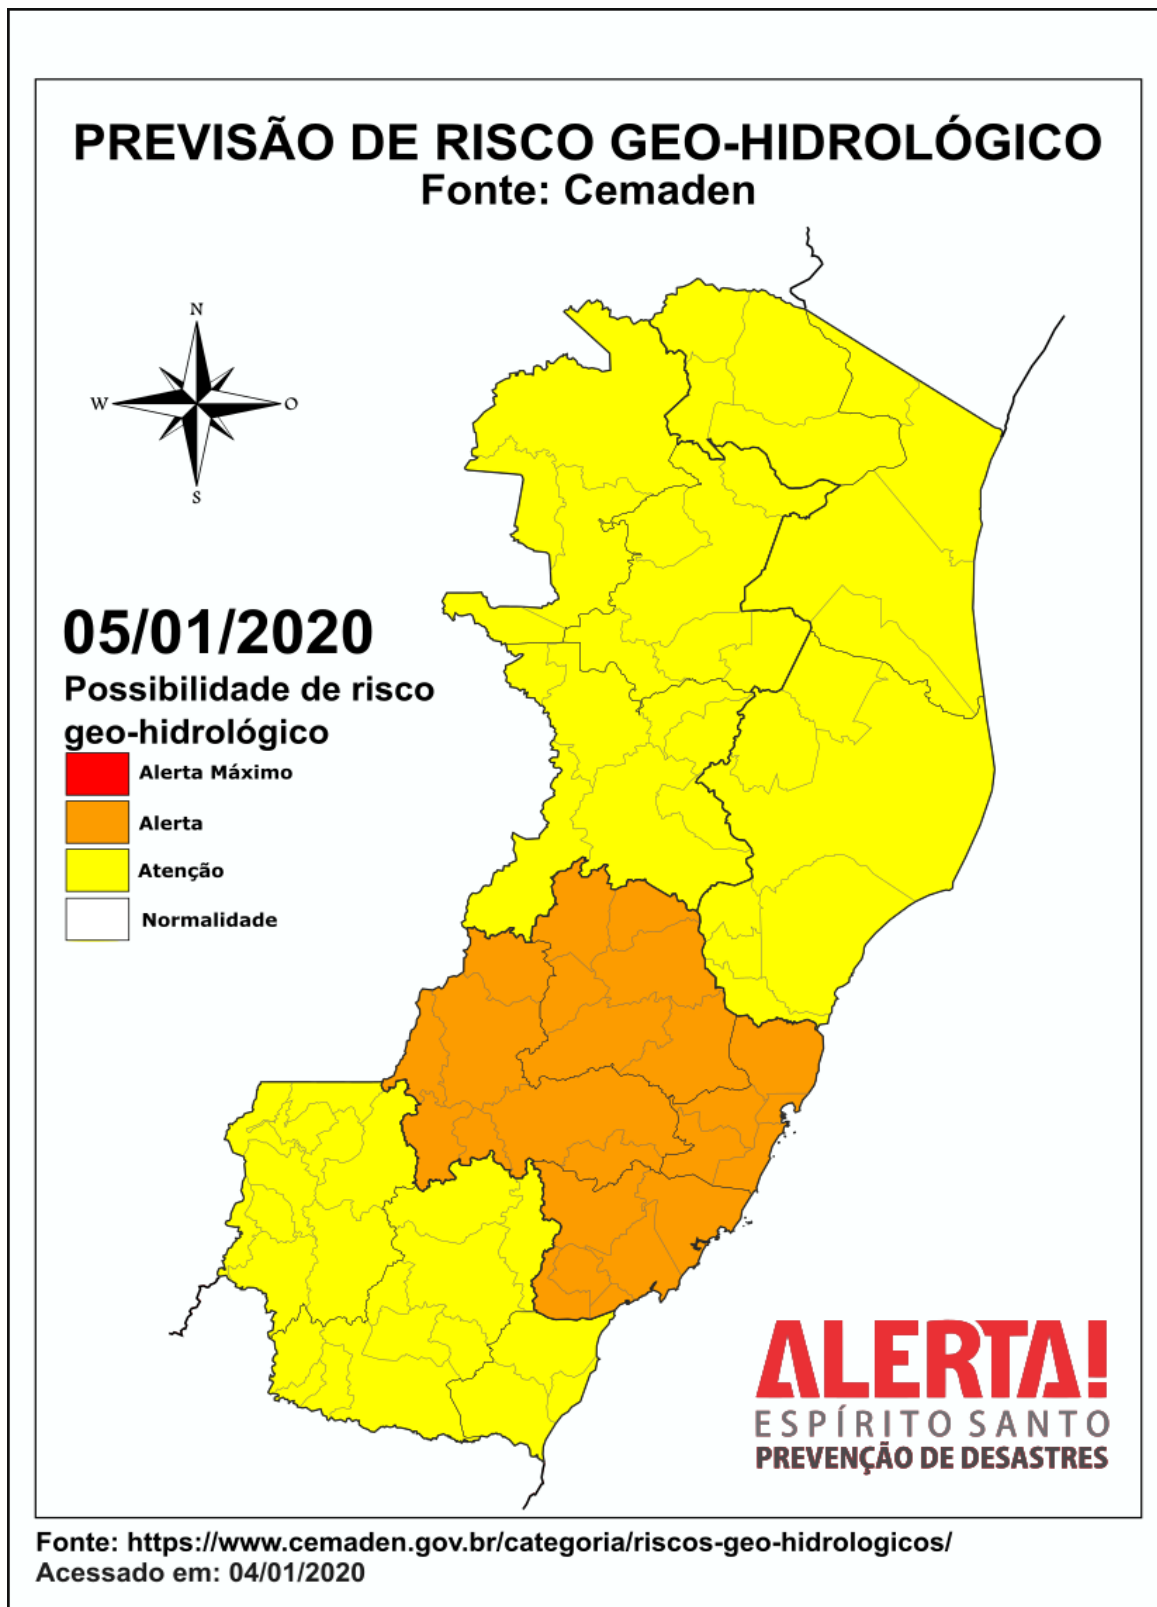 PREVISÃO DE RISCO GEO-HIDROLÓGICO
Fonte: Cemaden
N
W
O
S
05/01/2020
Possibilidade de risco
geo-hidrológico
Alerta Máximo
Alerta
Atenção
Normalidade
ALERTA!
ESPÍRITO SANTO
PREVENÇÃO DE DESASTRES
Fonte: https://www.cemaden.gov.br/categoria/riscos-geo-hidrologicos/
Acessado em: 04/01/2020